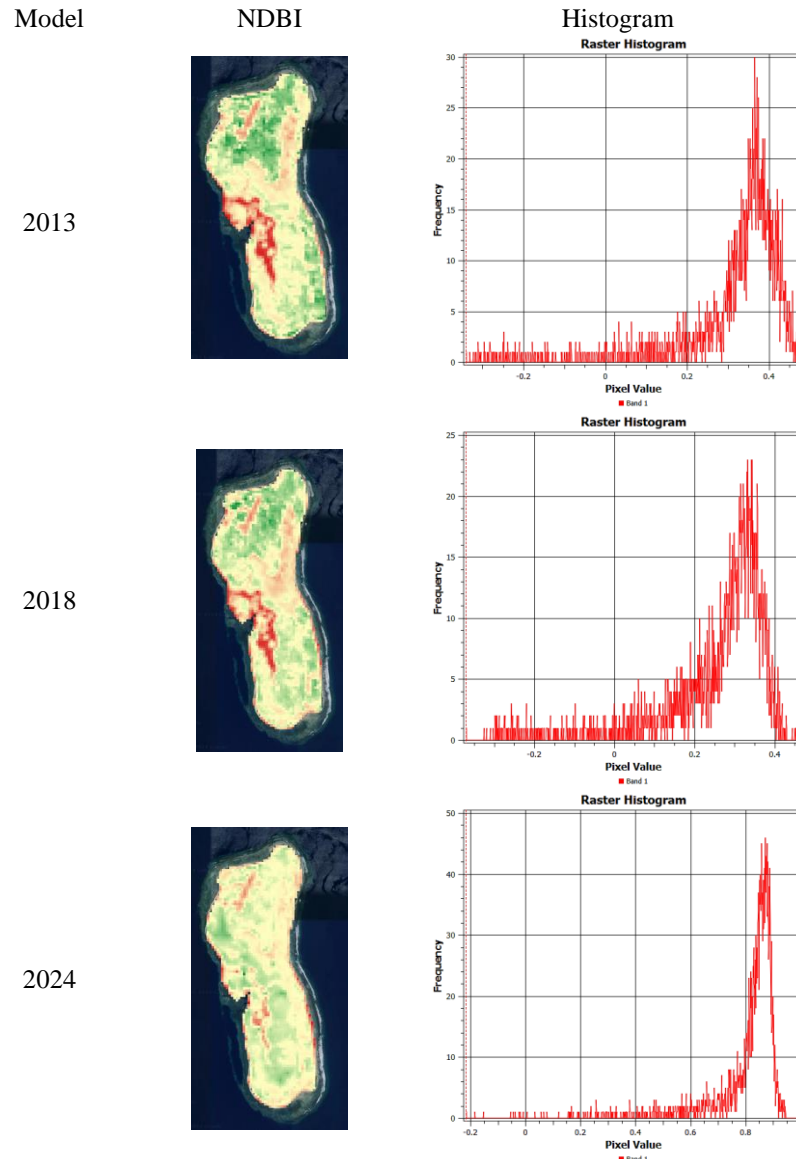 Model NDBI Histogram
Raster Histogram
30
25
20
15
10
5
0
Frequency
-0.2 0 0.2 0.4
Pixel Value
Band 1
2013
Raster Histogram
25
20
15
10
5
0
Frequency
-0.2 0 0.2 0.4
Pixel Value
Band 1
2018
Raster Histogram
50
40
30
20
10
0
Frequency
-0.2 0 0.2 0.4 0.6 0.8
Pixel Value
Band 1
2024